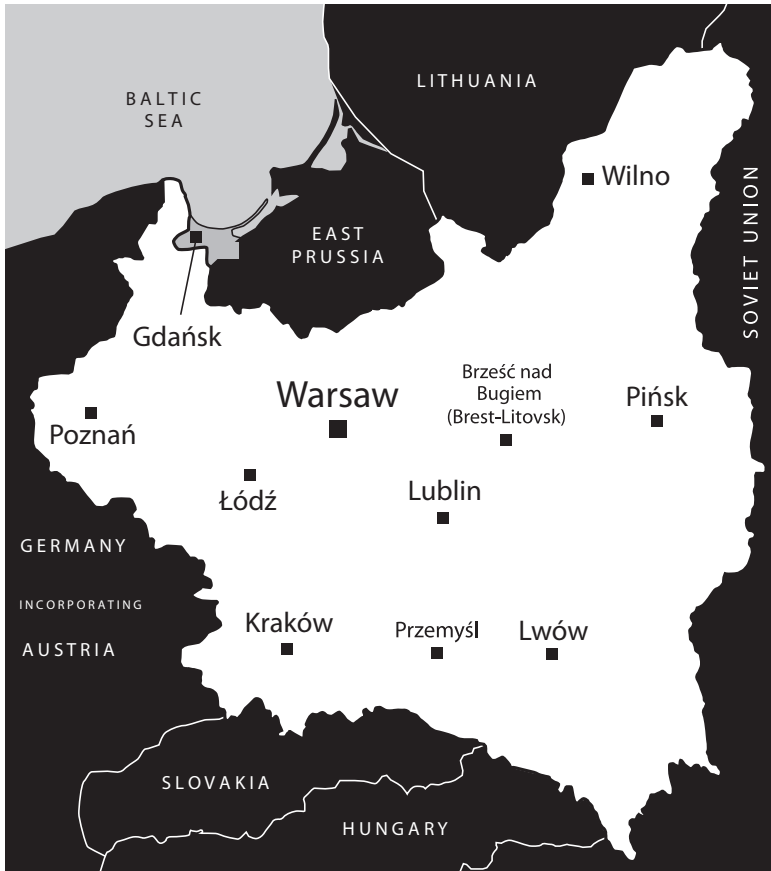 BALTIC
SEA
LITHUANIA
Wilno
SOVIET UNION
EAST
PRUSSIA
Gdańsk
Warsaw
Brześć nad
Bugiem
(Brest-Litovsk)
Pińsk
Poznań
Łódź
Lublin
GERMANY
INCORPORATING
AUSTRIA
Kraków
Przemyśl
Lwów
SLOVAKIA
HUNGARY